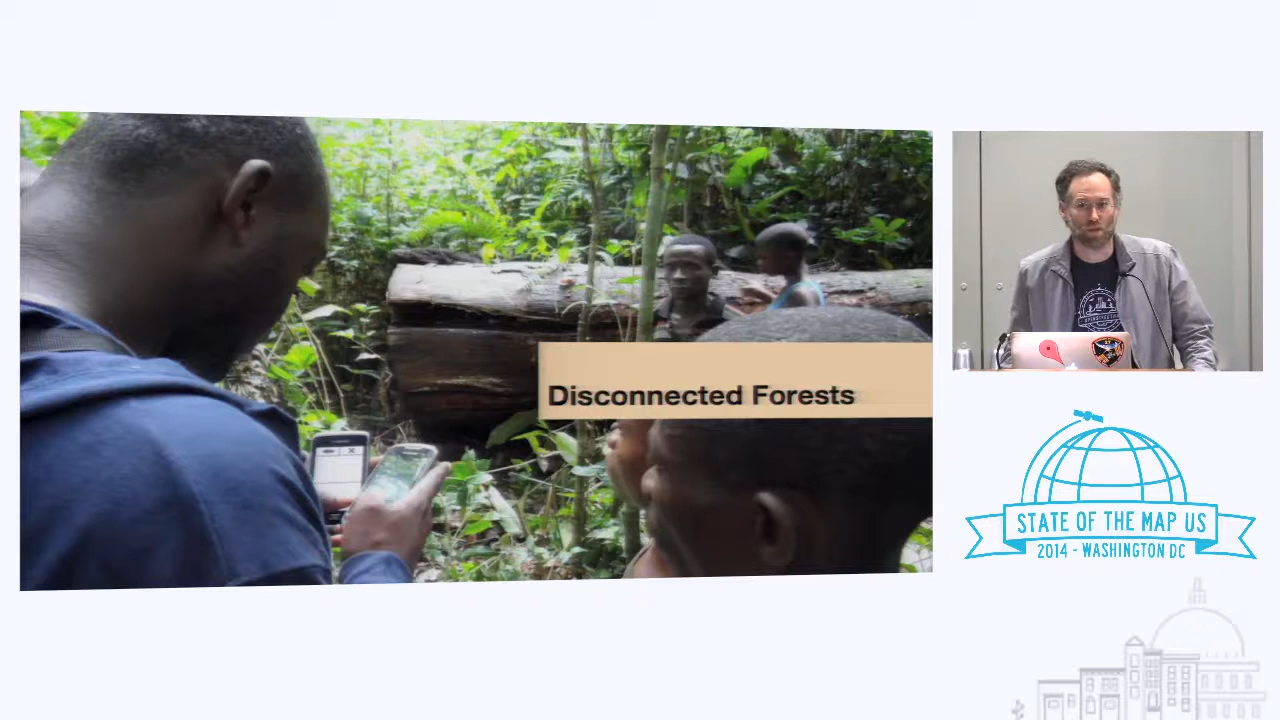 Disconnected Forests
STATE OF THE MAP US
2014 - WASHINGTON DC